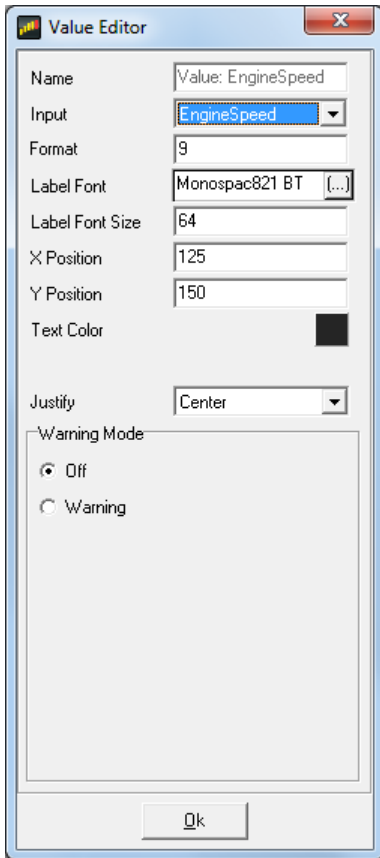 Value Editor
Name Value: EngineSpeed
Input EngineSpeed
Format 9
Label Font Monospac821 BT (...)
Label Font Size 64
X Position 125
Y Position 150
Text Color
Justify Center
Warning Mode
Off
Warning
Ok